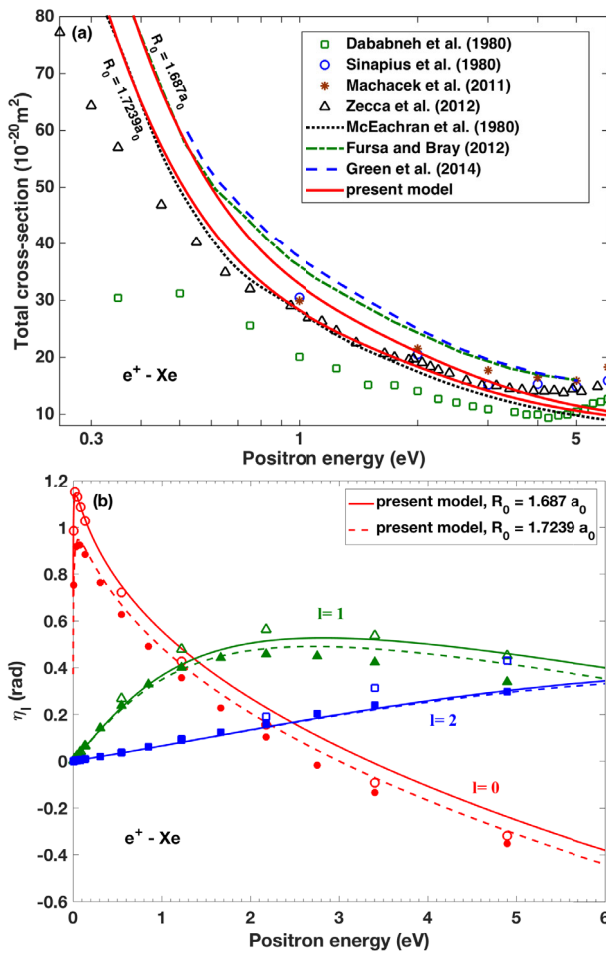 80
(a)
70
60
50
40
30
20
10
Total cross-section (10⁻²⁰m²)
R₀ = 1.687a₀
R₀ = 1.7239a₀
Dababneh et al. (1980)
Sinapius et al. (1980)
Machacek et al. (2011)
Zecca et al. (2012)
McEachran et al. (1980)
Fursa and Bray (2012)
Green et al. (2014)
present model
e⁺ - Xe
0.3 1 5
Positron energy (eV)
1.2
(b)
1
0.8
0.6
0.4
0.2
0
-0.2
-0.4
-0.6
ηₗ (rad)
present model, R₀ = 1.687 a₀
present model, R₀ = 1.7239 a₀
l= 1
l= 2
l= 0
e⁺ - Xe
0 1 2 3 4 5 6
Positron energy (eV)